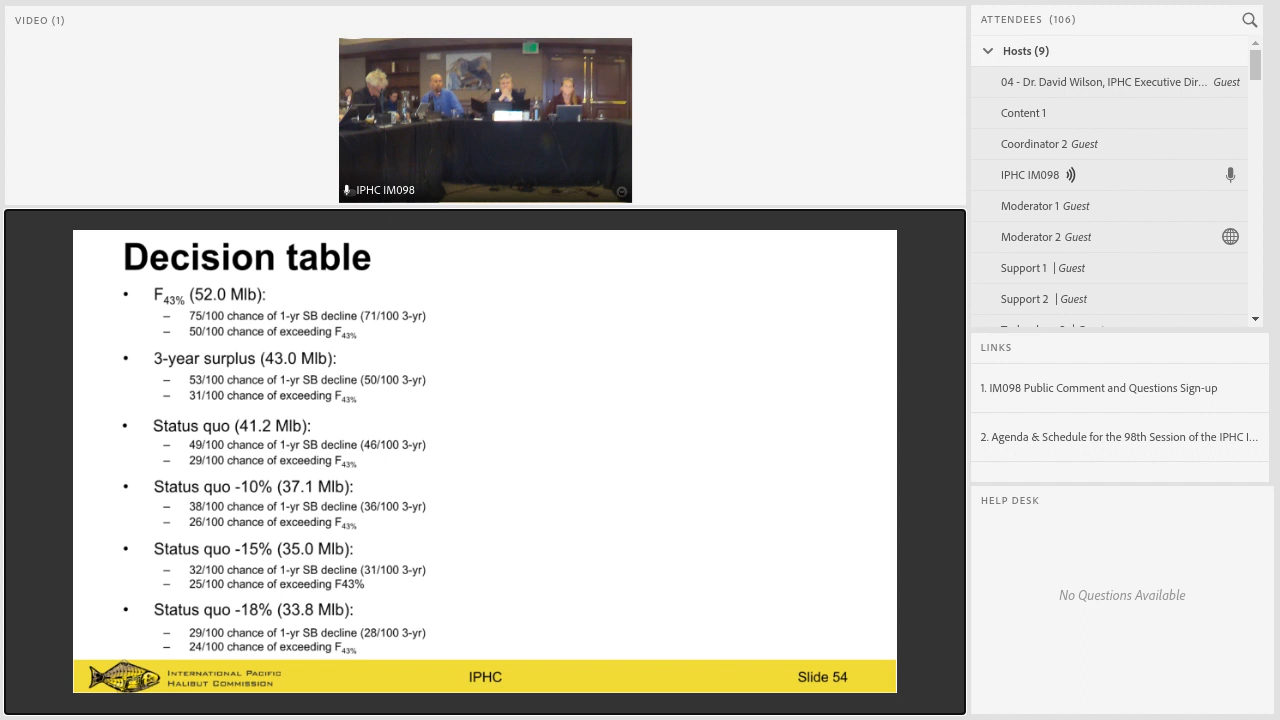 VIDEO (1)
IPHC IM098
Decision table
• F43% (52.0 Mlb):
– 75/100 chance of 1-yr SB decline (71/100 3-yr)
– 50/100 chance of exceeding F43%
• 3-year surplus (43.0 Mlb):
– 53/100 chance of 1-yr SB decline (50/100 3-yr)
– 31/100 chance of exceeding F43%
• Status quo (41.2 Mlb):
– 49/100 chance of 1-yr SB decline (46/100 3-yr)
– 29/100 chance of exceeding F43%
• Status quo -10% (37.1 Mlb):
– 38/100 chance of 1-yr SB decline (36/100 3-yr)
– 26/100 chance of exceeding F43%
• Status quo -15% (35.0 Mlb):
– 32/100 chance of 1-yr SB decline (31/100 3-yr)
– 25/100 chance of exceeding F43%
• Status quo -18% (33.8 Mlb):
– 29/100 chance of 1-yr SB decline (28/100 3-yr)
– 24/100 chance of exceeding F43%
INTERNATIONAL PACIFIC
HALIBUT COMMISSION
IPHC
Slide 54
ATTENDEES (106)
Hosts (9)
04 - Dr. David Wilson, IPHC Executive Dir... Guest
Content 1
Coordinator 2 Guest
IPHC IM098
Moderator 1 Guest
Moderator 2 Guest
Support 1 | Guest
Support 2 | Guest
LINKS
1. IM098 Public Comment and Questions Sign-up
2. Agenda & Schedule for the 98th Session of the IPHC I...
HELP DESK
No Questions Available